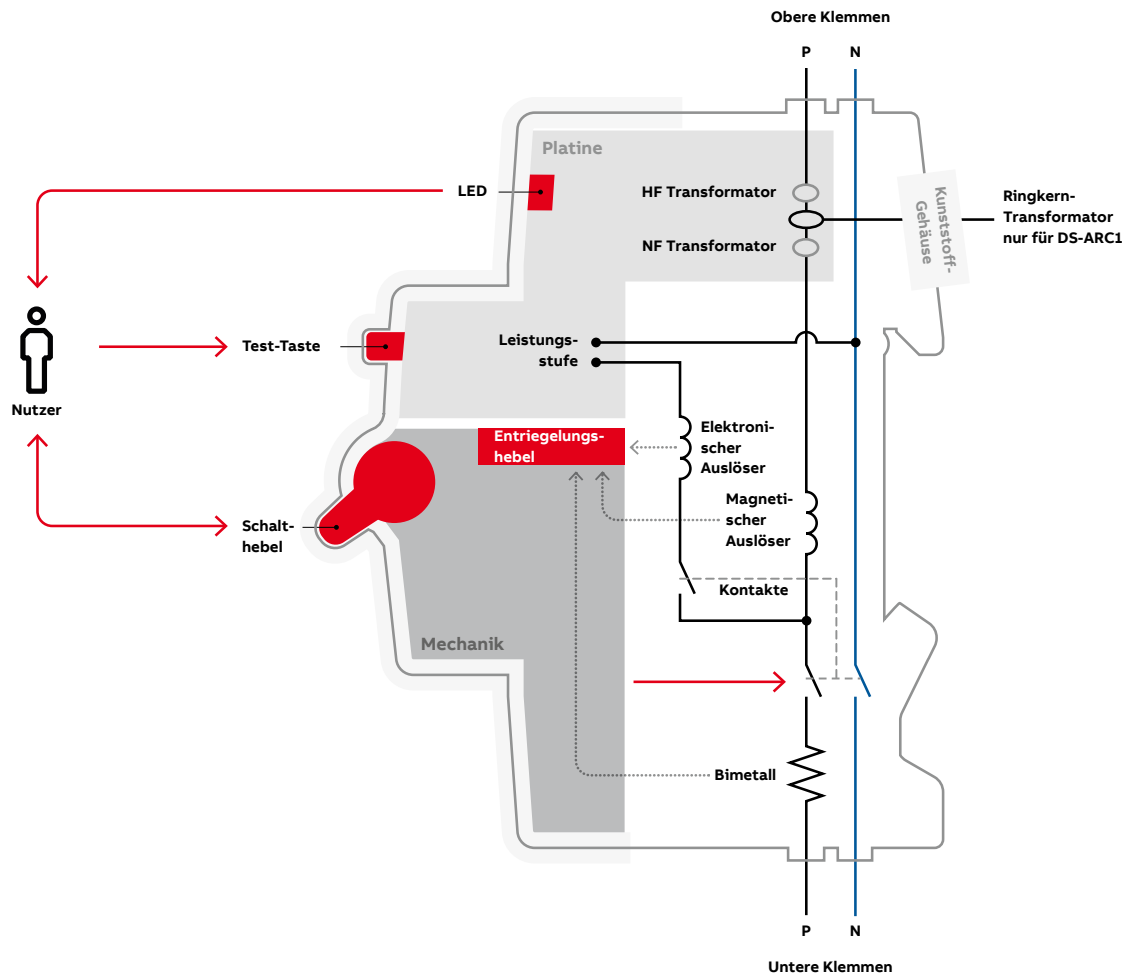 Obere Klemmen
P N
Platine
LED
HF Transformator
NF Transformator
Kunststoff-
Gehäuse
Ringkern-
Transformator
nur für DS-ARC1
Test-Taste
Leistungs-
stufe
Nutzer
Entriegelungs-
hebel
Elektroni-
scher
Auslöser
Magneti-
scher
Auslöser
Schalt-
hebel
Kontakte
Mechanik
Bimetall
P N
Untere Klemmen